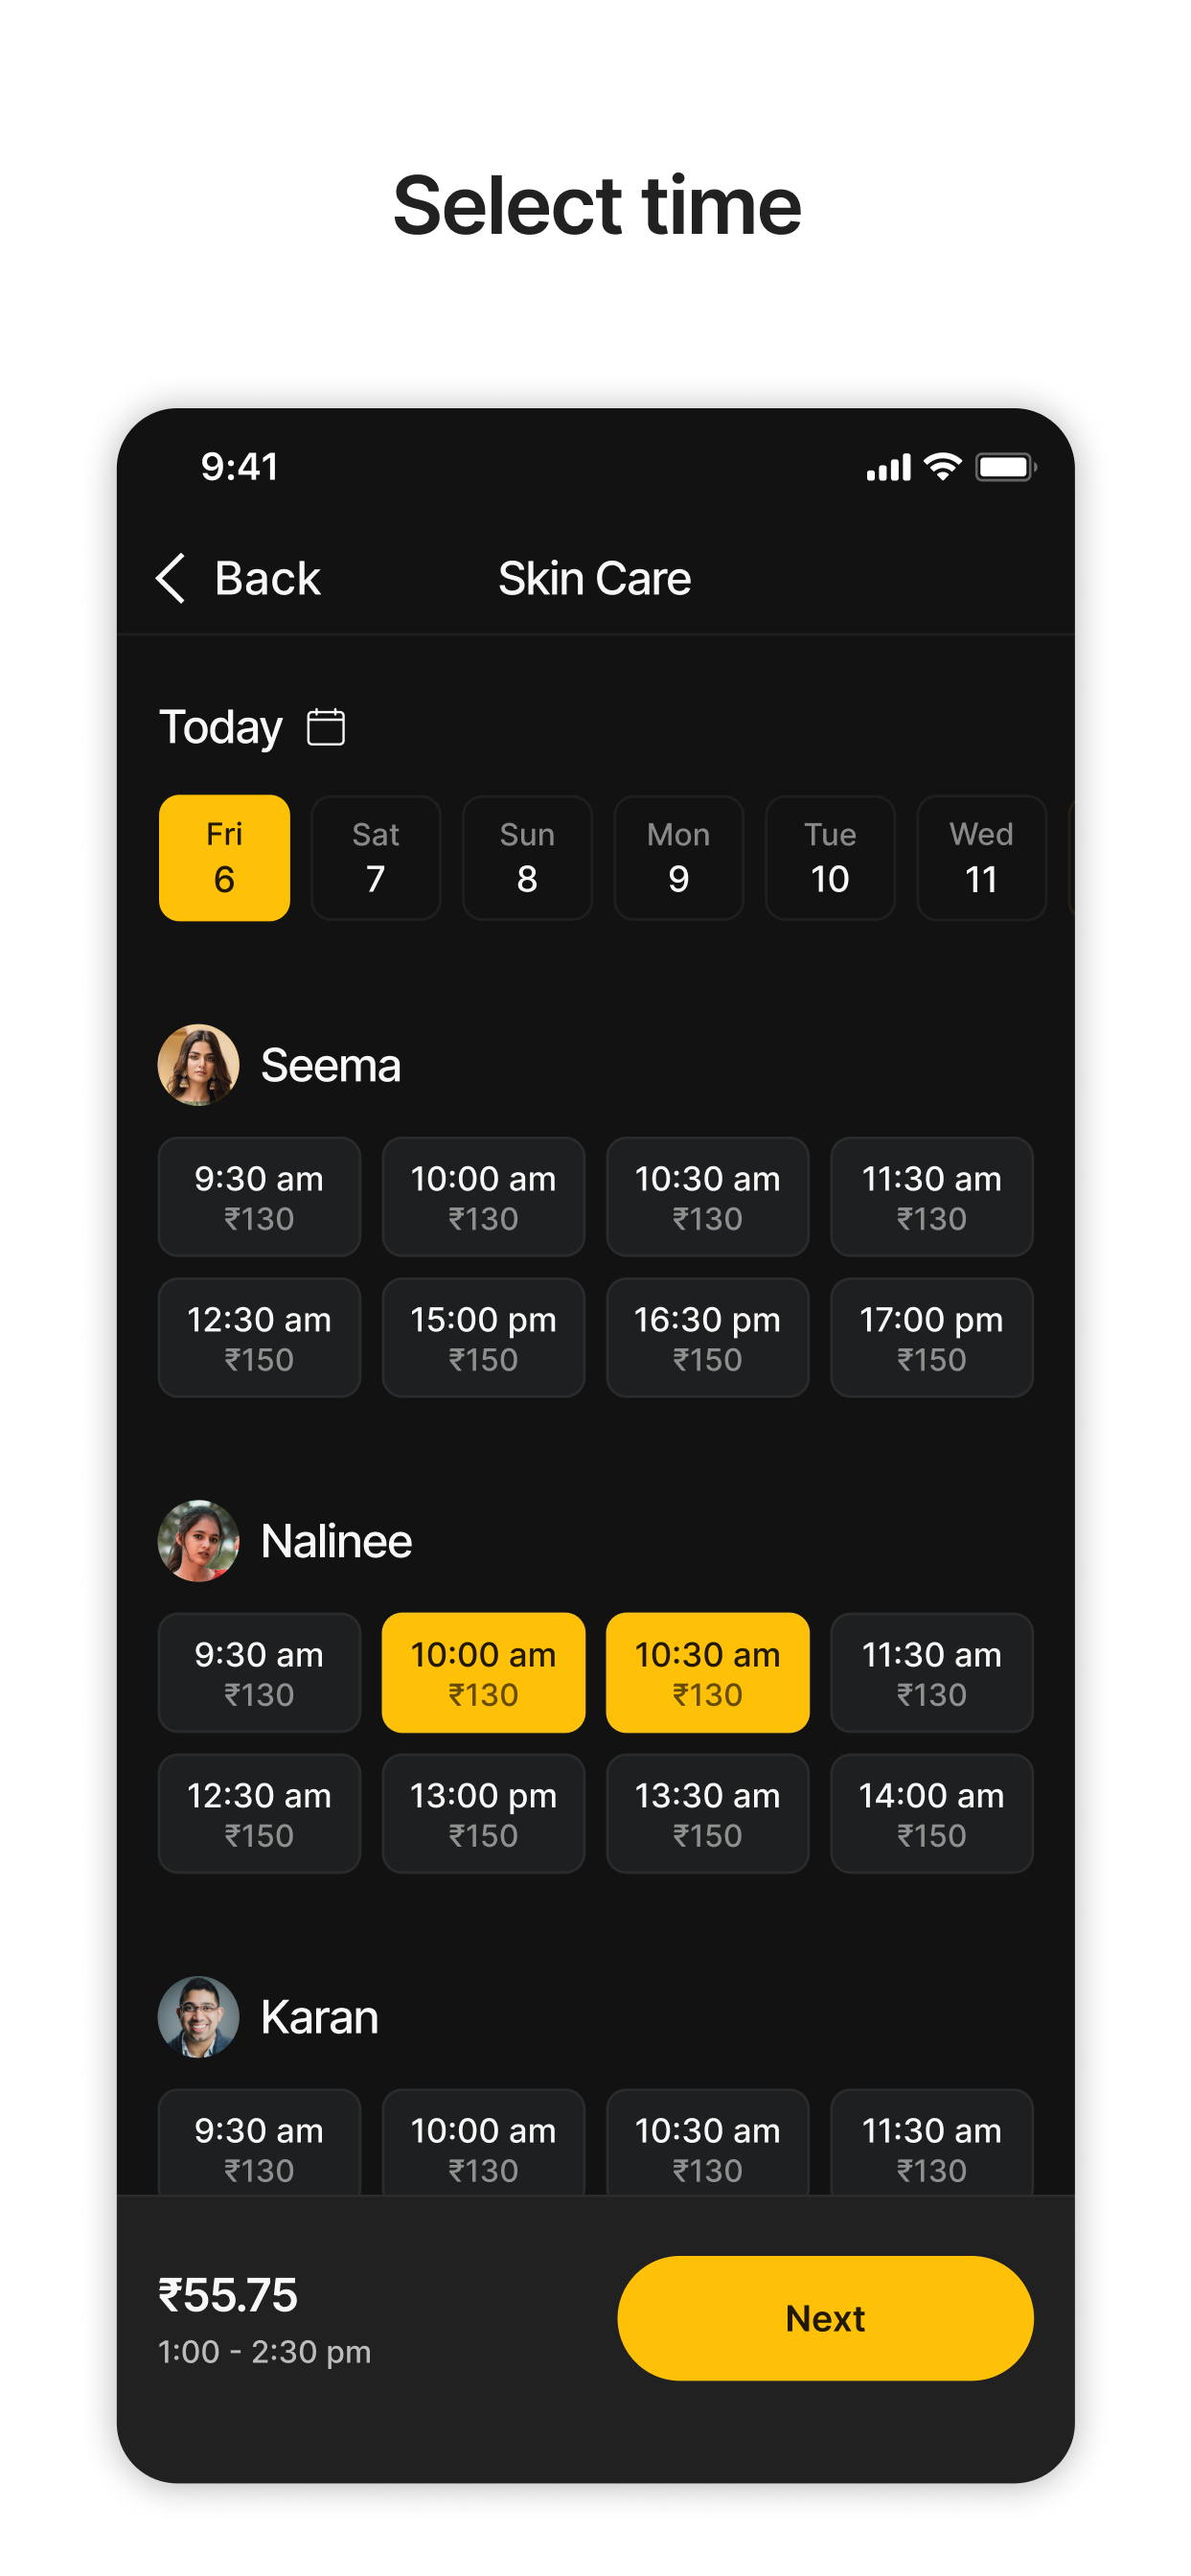 Select time
9:41
Back Skin Care
Today
Fri Sat Sun Mon Tue Wed
6 7 8 9 10 11
Seema
9:30 am 10:00 am 10:30 am 11:30 am
₹130 ₹130 ₹130 ₹130
12:30 am 15:00 pm 16:30 pm 17:00 pm
₹150 ₹150 ₹150 ₹150
Nalinee
9:30 am 10:00 am 10:30 am 11:30 am
₹130 ₹130 ₹130 ₹130
12:30 am 13:00 pm 13:30 am 14:00 am
₹150 ₹150 ₹150 ₹150
Karan
9:30 am 10:00 am 10:30 am 11:30 am
₹130 ₹130 ₹130 ₹130
₹55.75
1:00 - 2:30 pm
Next